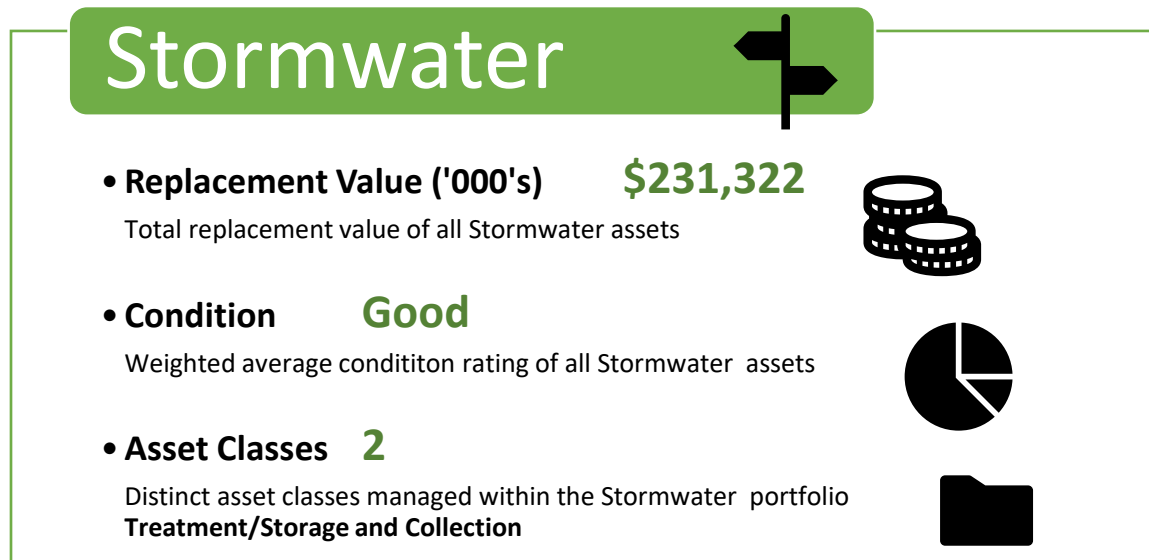 Stormwater
• Replacement Value ('000's) $231,322
Total replacement value of all Stormwater assets
• Condition Good
Weighted average condititon rating of all Stormwater assets
• Asset Classes 2
Distinct asset classes managed within the Stormwater portfolio
Treatment/Storage and Collection